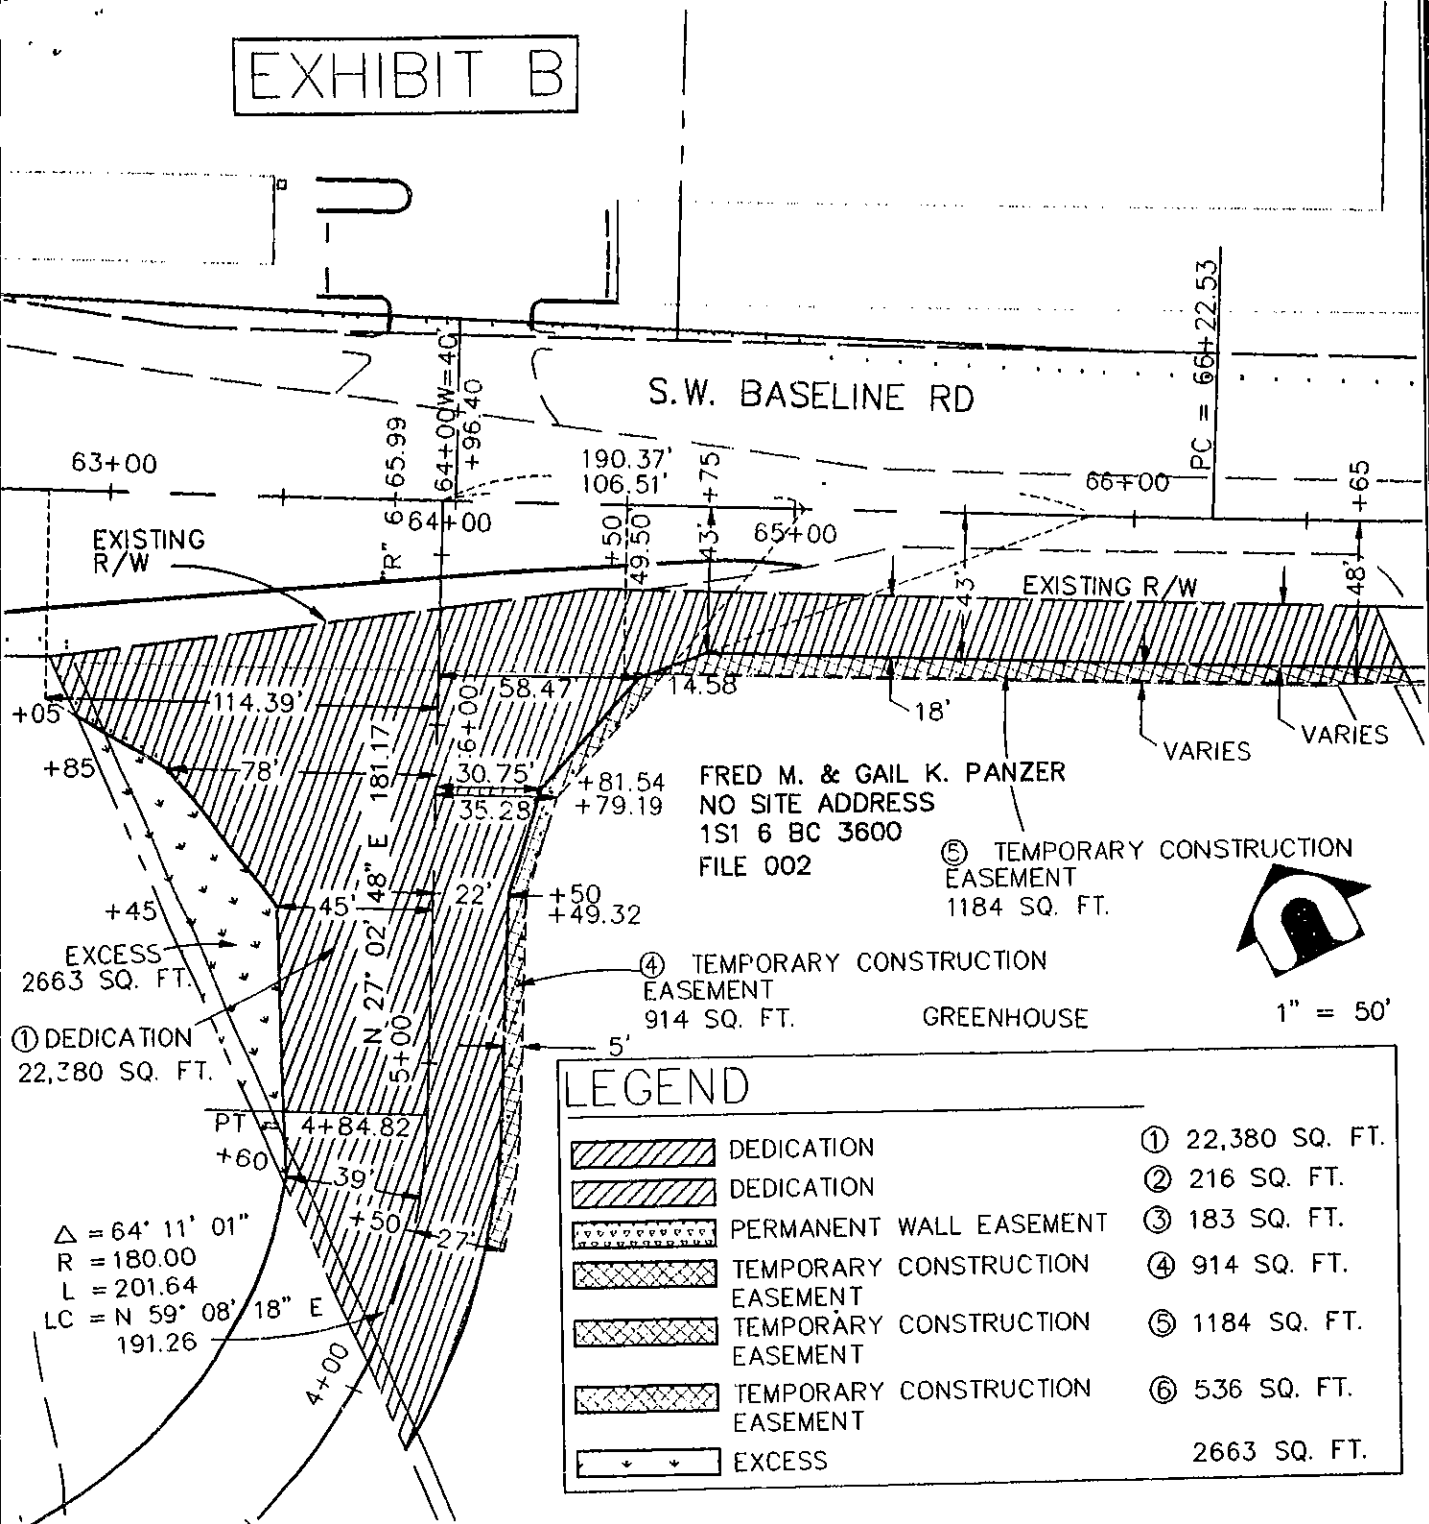 EXHIBIT B
S.W. BASELINE RD
PC = 66+22.53
63+00
"R" 6+65.99
+96.40
190.37'
106.51'
+75
66+00
+65
64+00
65+00
EXISTING
R/W
+50
49.50
43'
43'
48'
EXISTING R/W
114.39'
58.47'
14.58
18'
6+00
+05
VARIES
VARIES
+85
78'
30.75'
35.28'
+81.54
+79.19
N 27° 02' 48" E 181.17
FRED M. & GAIL K. PANZER
NO SITE ADDRESS
1S1 6 BC 3600
FILE 002
⑤ TEMPORARY CONSTRUCTION
EASEMENT
1184 SQ. FT.
+45
45'
22'
+50
+49.32
EXCESS
2663 SQ. FT.
④ TEMPORARY CONSTRUCTION
EASEMENT
914 SQ. FT.
GREENHOUSE
1" = 50'
① DEDICATION
22,380 SQ. FT.
5+00
5'
PT 4+84.82
+60
39'
+50
27'
Δ = 64° 11' 01"
R = 180.00
L = 201.64
LC = N 59° 08' 18" E
191.26
4+00
LEGEND
DEDICATION ① 22,380 SQ. FT.
DEDICATION ② 216 SQ. FT.
PERMANENT WALL EASEMENT ③ 183 SQ. FT.
TEMPORARY CONSTRUCTION ④ 914 SQ. FT.
EASEMENT
TEMPORARY CONSTRUCTION ⑤ 1184 SQ. FT.
EASEMENT
TEMPORARY CONSTRUCTION ⑥ 536 SQ. FT.
EASEMENT
EXCESS 2663 SQ. FT.